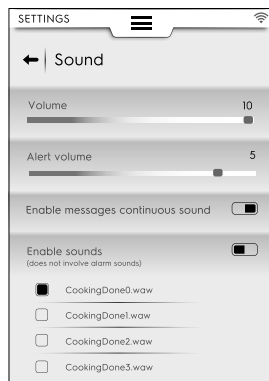 SETTINGS
Sound
Volume 10
Alert volume 5
Enable messages continuous sound
Enable sounds
(does not involve alarm sounds)
CookingDone0.waw
CookingDone1.waw
CookingDone2.waw
CookingDone3.waw